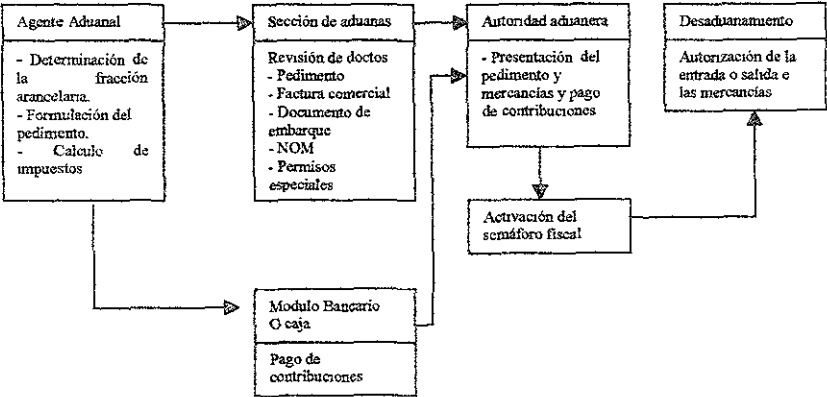 Agente Aduanal
- Determinación de
la fracción
arancelaria.
- Formulación del
pedimento.
- Calculo de
impuestos
Sección de aduanas
Revisión de doctos
- Pedimento
- Factura comercial
- Documento de
embarque
- NOM
- Permisos
especiales
Autoridad aduanera
- Presentación del
pedimento y
mercancías y pago
de contribuciones
Desaduanamiento
Autorización de la
entrada o salida e
las mercancías
Activación del
semáforo fiscal
Modulo Bancario
O caja
Pago de
contribuciones